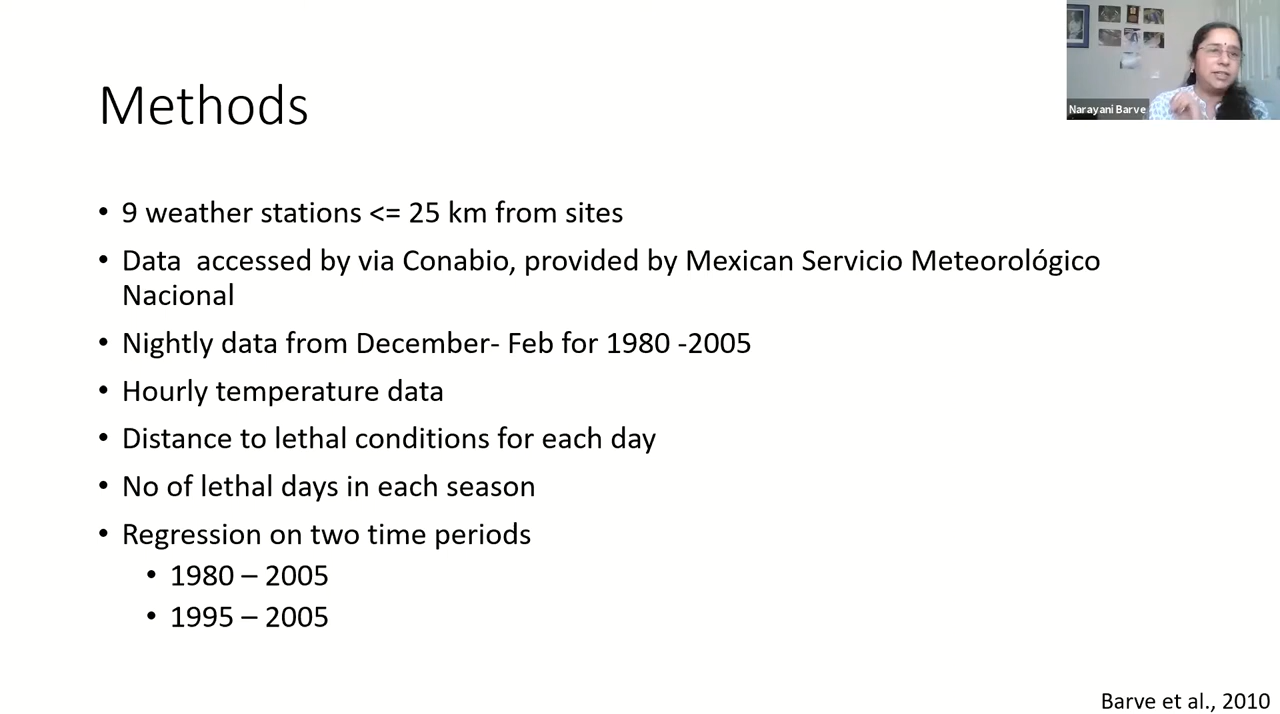 Methods
Narayani Barve
• 9 weather stations <= 25 km from sites
• Data  accessed by via Conabio, provided by Mexican Servicio Meteorológico
Nacional
• Nightly data from December- Feb for 1980 -2005
• Hourly temperature data
• Distance to lethal conditions for each day
• No of lethal days in each season
• Regression on two time periods
• 1980 – 2005
• 1995 – 2005
Barve et al., 2010